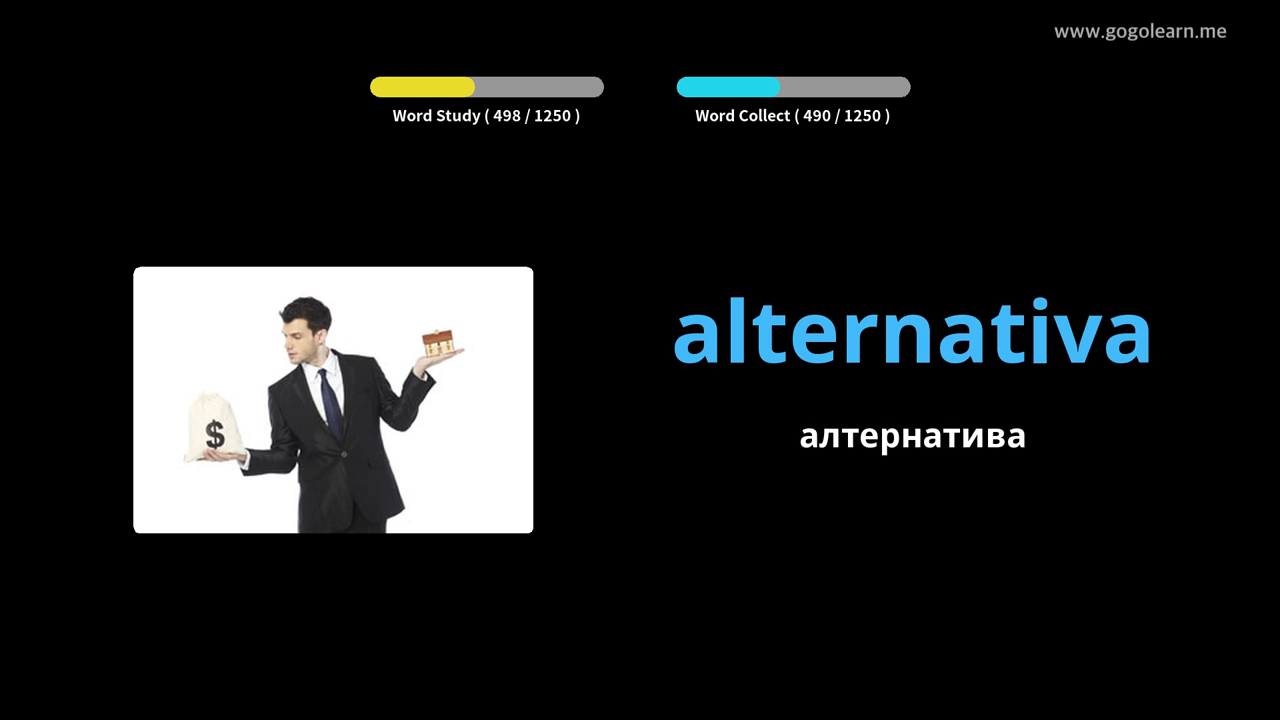 www.gogolearn.me
Word Study ( 498 / 1250 )
Word Collect ( 490 / 1250 )
alternativa
алтернатива
$